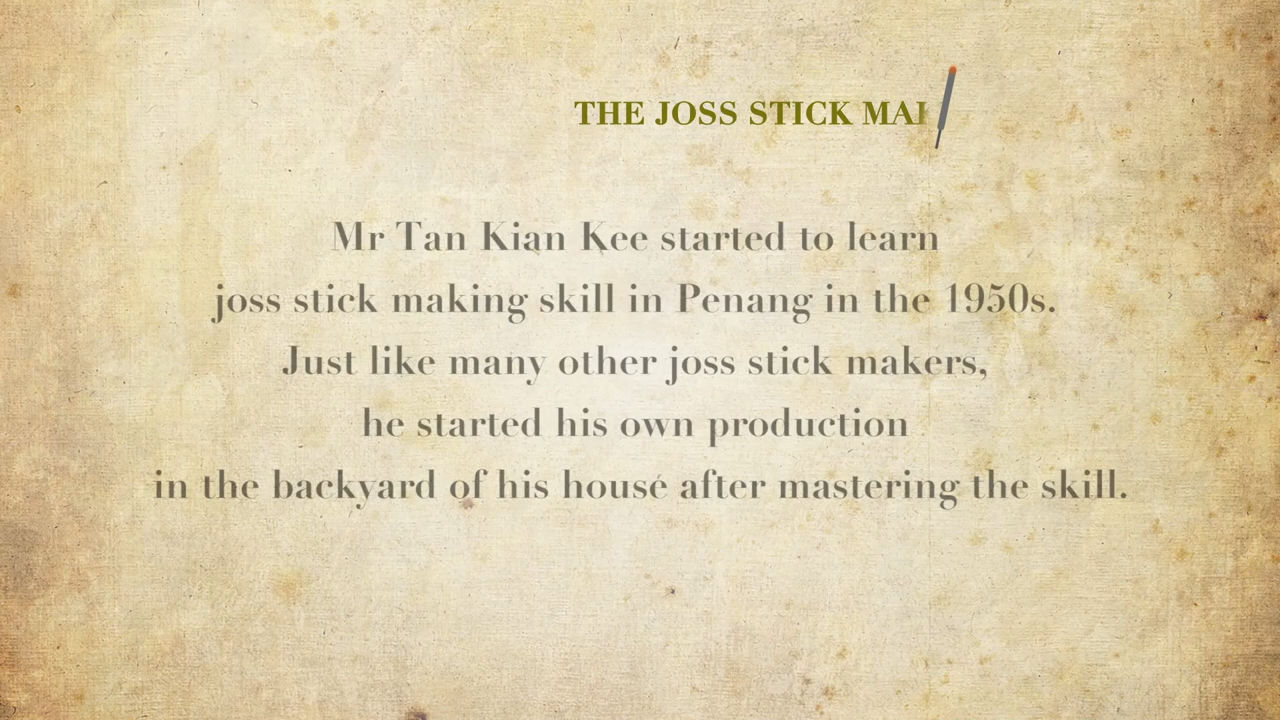 THE JOSS STICK
Mr Tan Kian Kee started to learn
joss stick making skill in Penang in the 1950s.
Just like many other joss stick makers,
he started his own production
in the backyard of his house after mastering the skill.